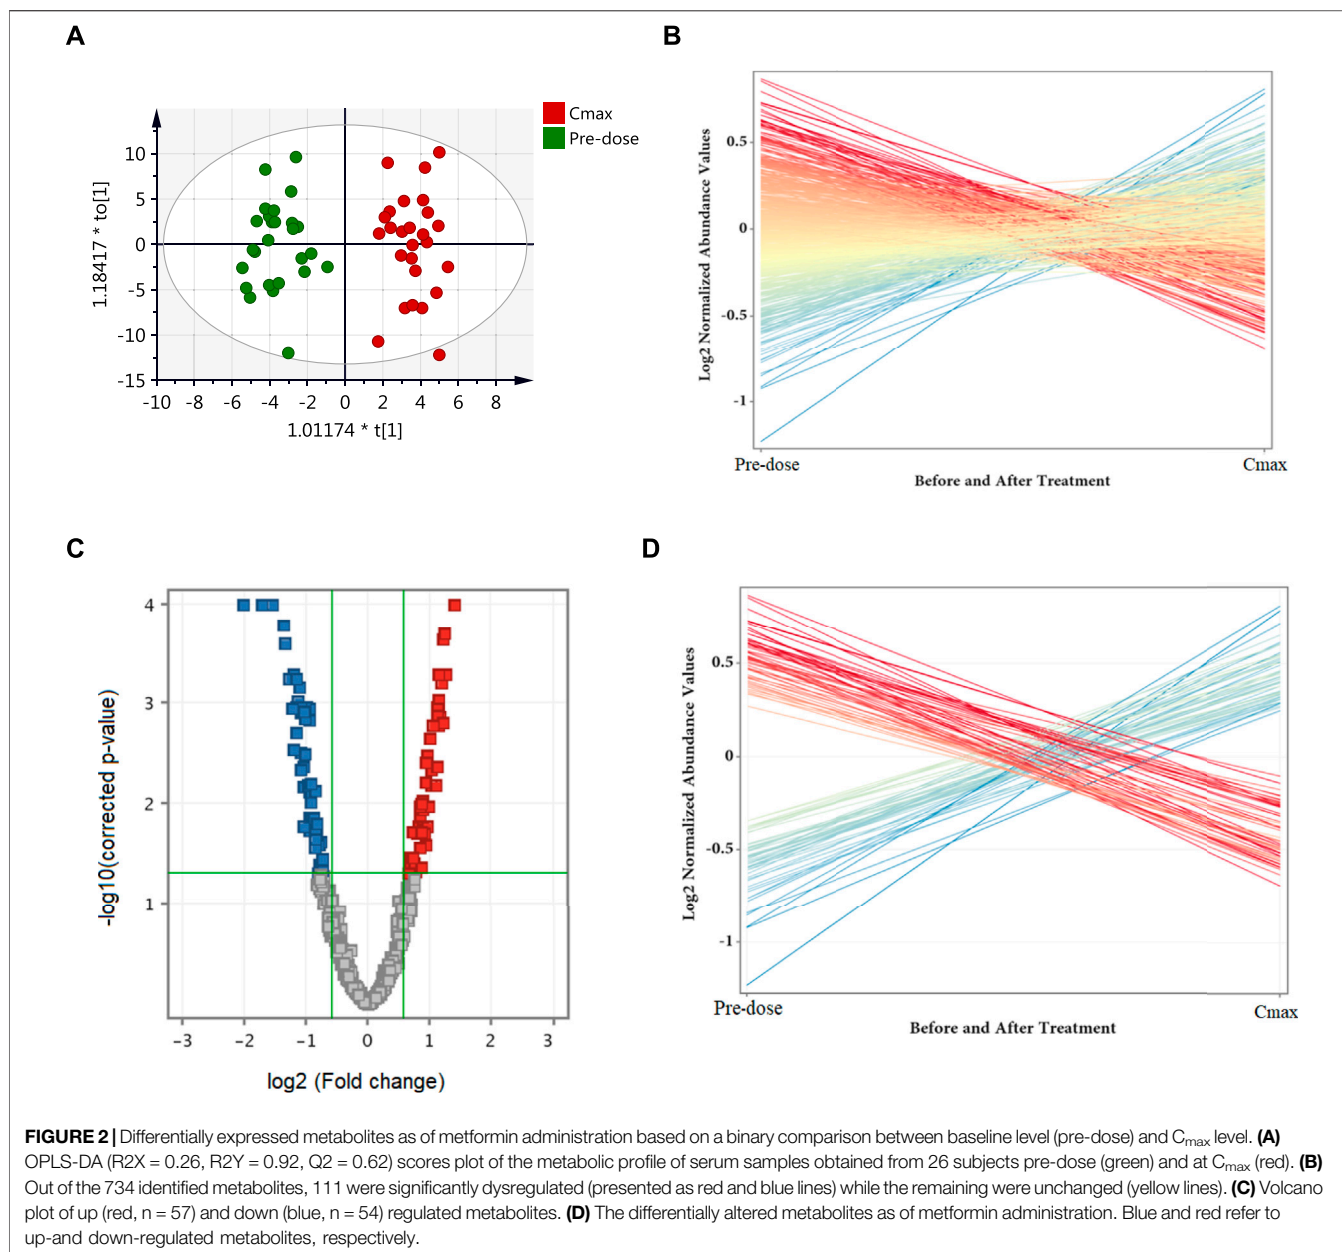 A
Cmax
Pre-dose
10
5
0
-5
-10
-15
-10 -8 -6 -4 -2 0 2 4 6 8
1.18417 * to[1]
1.01174 * t[1]
B
0.5
0
-0.5
-1
Log2 Normalized Abundance Values
Pre-dose
Cmax
Before and After Treatment
C
4
3
2
1
-log10(corrected p-value)
-3 -2 -1 0 1 2 3
log2 (Fold change)
D
0.5
0
-0.5
-1
Log2 Normalized Abundance Values
Pre-dose
Cmax
Before and After Treatment
FIGURE 2 | Differentially expressed metabolites as of metformin administration based on a binary comparison between baseline level (pre-dose) and Cmax level. (A)
OPLS-DA (R2X = 0.26, R2Y = 0.92, Q2 = 0.62) scores plot of the metabolic profile of serum samples obtained from 26 subjects pre-dose (green) and at Cmax (red). (B)
Out of the 734 identified metabolites, 111 were significantly dysregulated (presented as red and blue lines) while the remaining were unchanged (yellow lines). (C) Volcano
plot of up (red, n = 57) and down (blue, n = 54) regulated metabolites. (D) The differentially altered metabolites as of metformin administration. Blue and red refer to
up-and down-regulated metabolites, respectively.